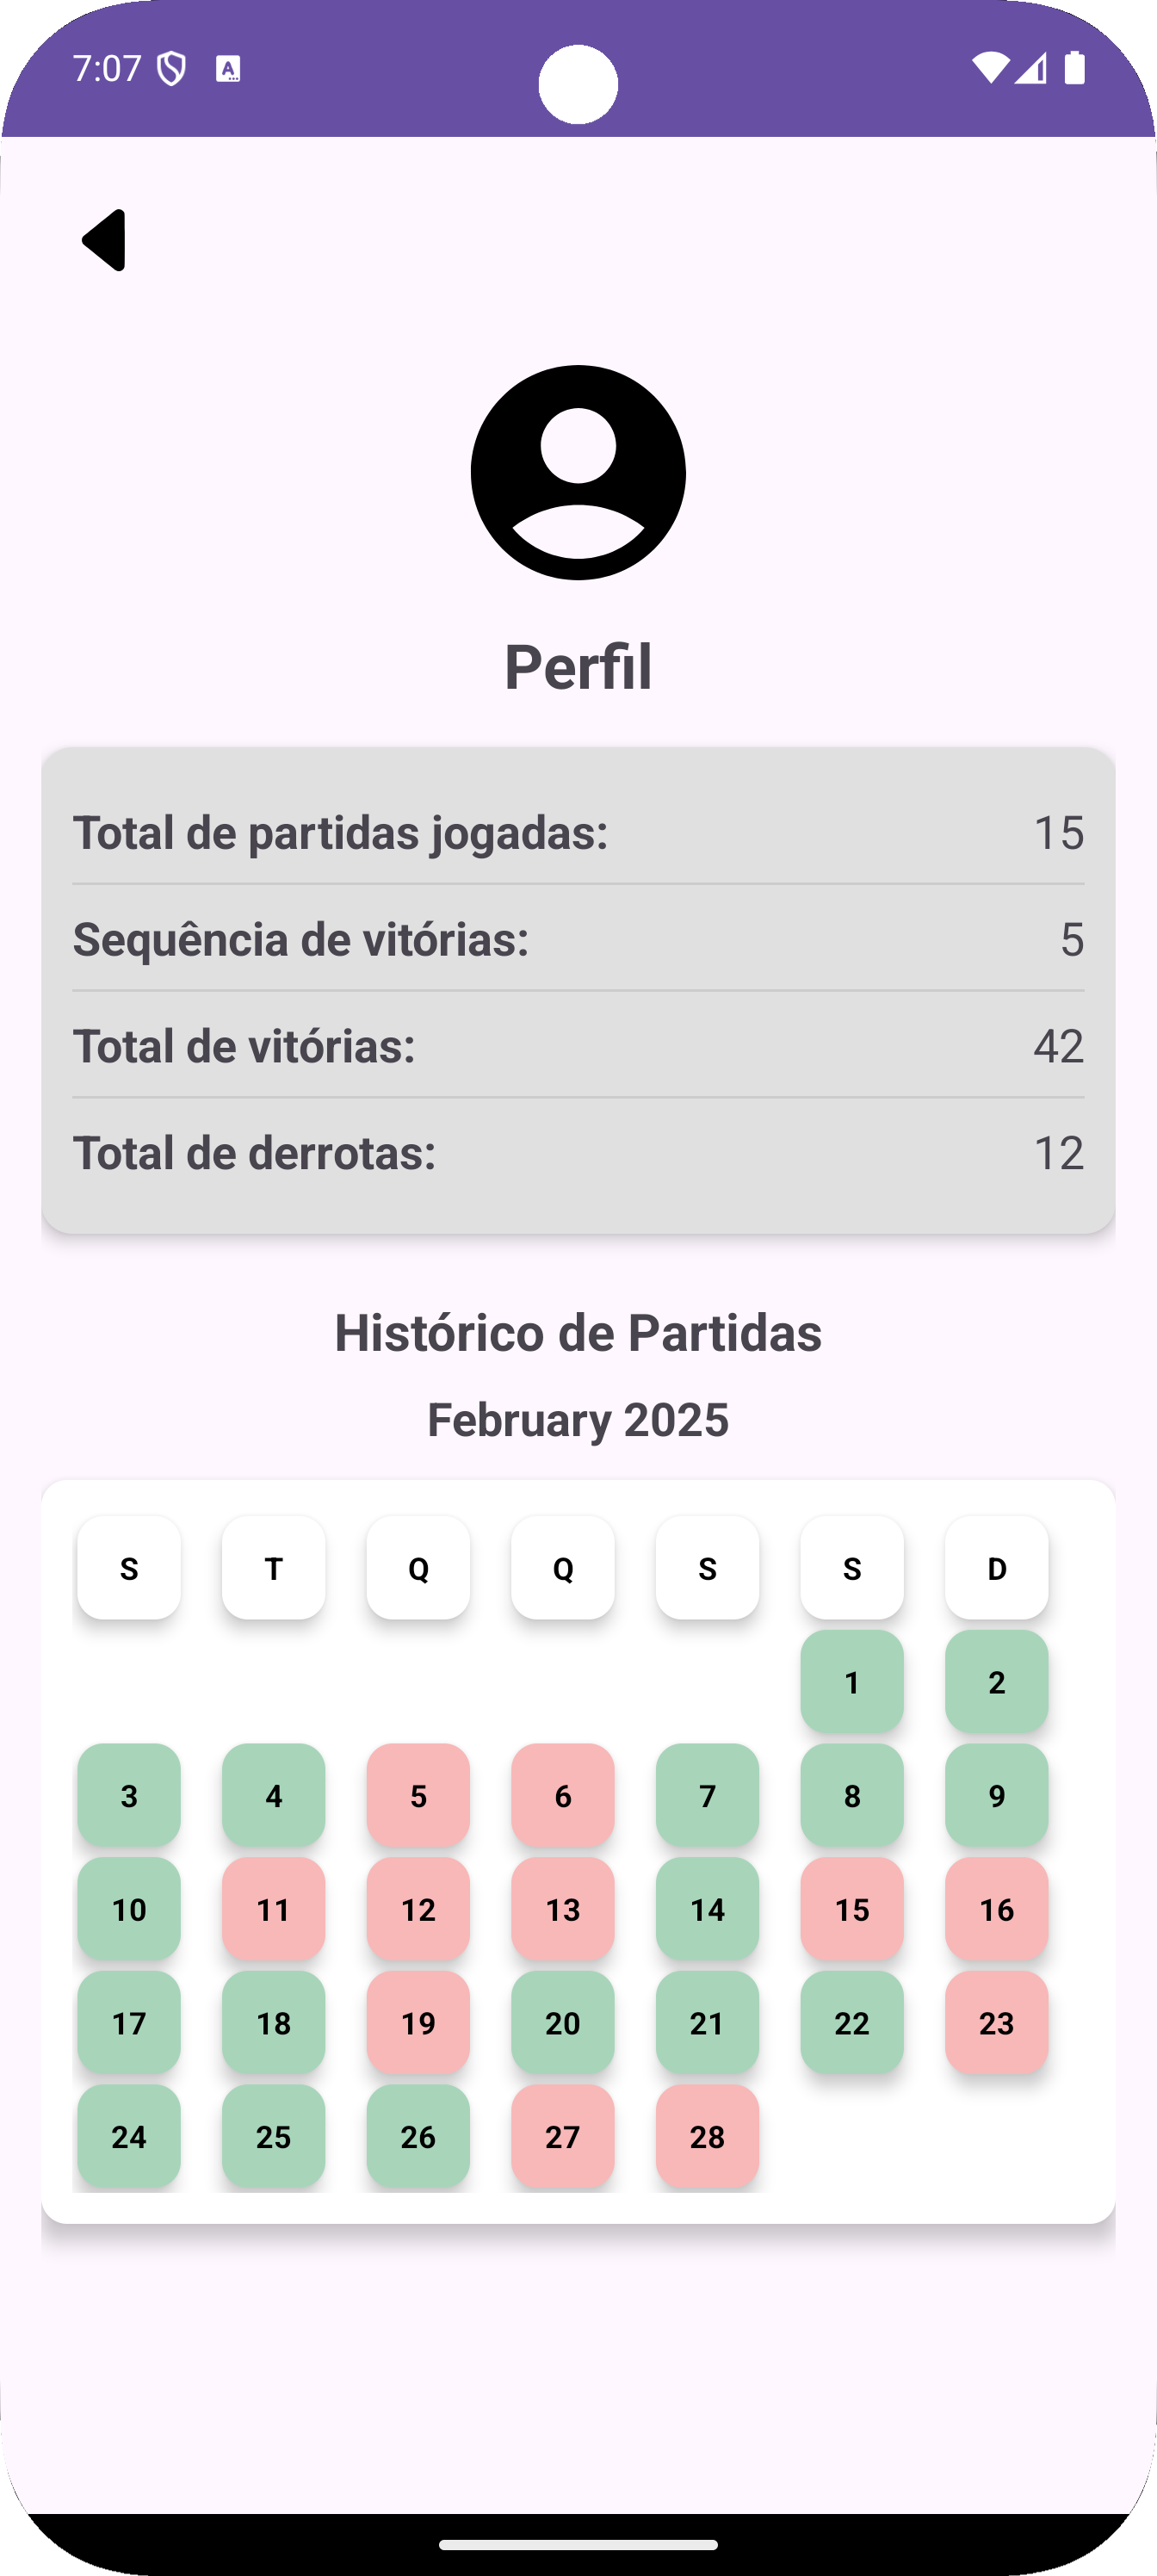 7:07
Perfil
Total de partidas jogadas: 15
Sequência de vitórias: 5
Total de vitórias: 42
Total de derrotas: 12
Histórico de Partidas
February 2025
S T Q Q S S D
1 2
3 4 5 6 7 8 9
10 11 12 13 14 15 16
17 18 19 20 21 22 23
24 25 26 27 28